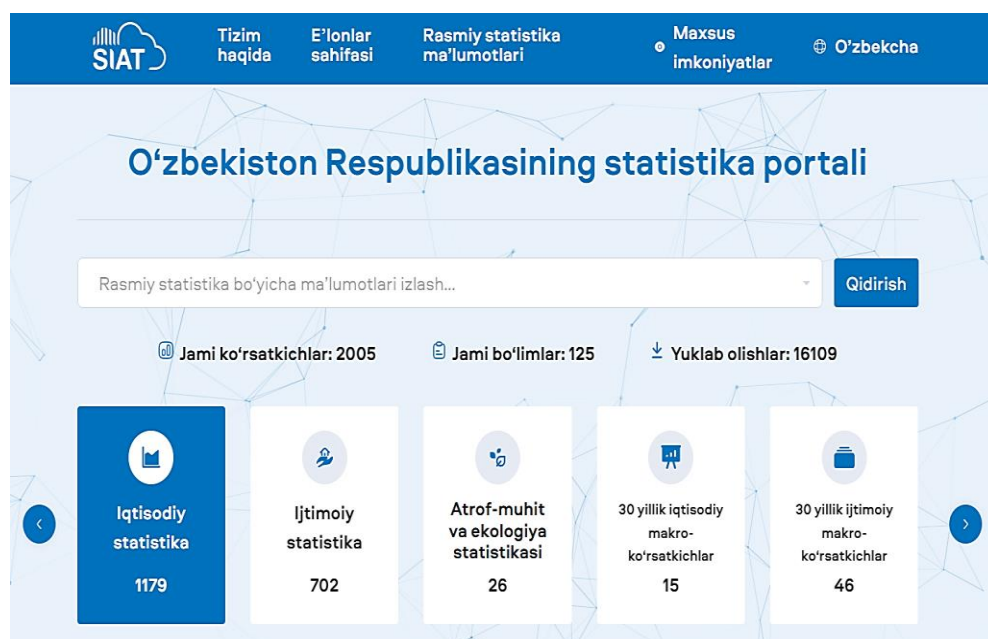 SIAT
Tizim
haqida
E'lonlar
sahifasi
Rasmiy statistika
ma'lumotlari
Maxsus
imkoniyatlar
O'zbekcha
O‘zbekiston Respublikasining statistika portali
Rasmiy statistika bo‘yicha ma’lumotlari izlash...
Qidirish
Jami ko‘rsatkichlar: 2005
Jami bo‘limlar: 125
Yuklab olishlar: 16109
Iqtisodiy
statistika
1179
Ijtimoiy
statistika
702
Atrof-muhit
va ekologiya
statistikasi
26
30 yillik iqtisodiy
makro-
ko‘rsatkichlar
15
30 yillik ijtimoiy
makro-
ko‘rsatkichlar
46